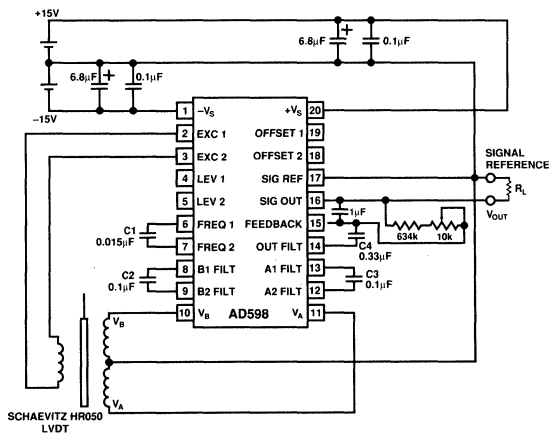 +15V
6.8µF
+
0.1µF
6.8µF
+
0.1µF
−15V
1
−VS
+VS
20
2
EXC 1
OFFSET 1
19
3
EXC 2
OFFSET 2
18
4
LEV 1
SIG REF
17
SIGNAL
REFERENCE
5
LEV 2
SIG OUT
16
RL
VOUT
1µF
6
FREQ 1
FEEDBACK
15
634k
10k
C1
0.015µF
7
FREQ 2
OUT FILT
14
C4
0.33µF
8
B1 FILT
A1 FILT
13
C2
0.1µF
C3
0.1µF
9
B2 FILT
A2 FILT
12
10
VB
AD598
VA
11
VB
VA
SCHAEVITZ HR050
LVDT